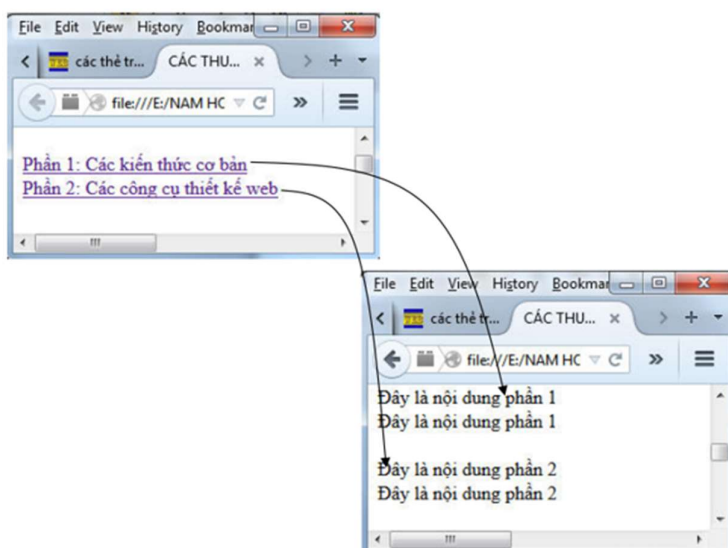 File Edit View History Bookmar
các thẻ tr... CÁC THU... ×
file:///E:/NAM HC
Phần 1: Các kiến thức cơ bản
Phần 2: Các công cụ thiết kế web
File Edit View History Bookmar
các thẻ tr... CÁC THU... ×
file:///E:/NAM HC
Đây là nội dung phần 1
Đây là nội dung phần 1
Đây là nội dung phần 2
Đây là nội dung phần 2